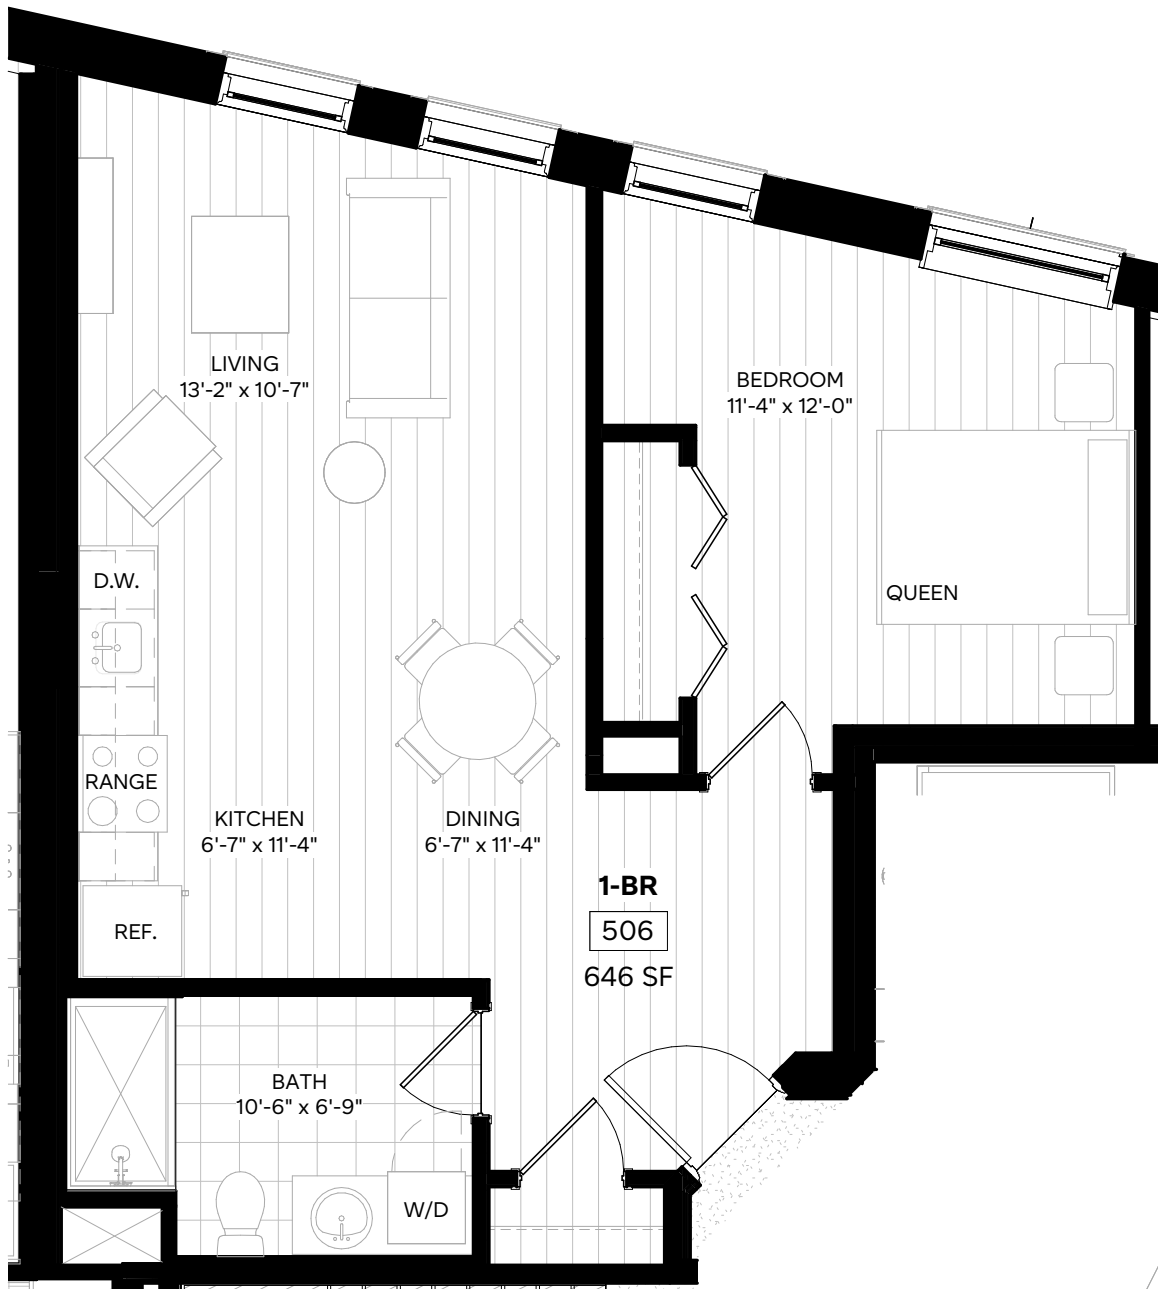 LIVING
13'-2" x 10'-7"
BEDROOM
11'-4" x 12'-0"
D.W.
QUEEN
RANGE
KITCHEN
6'-7" x 11'-4"
DINING
6'-7" x 11'-4"
1-BR
506
646 SF
REF.
BATH
10'-6" x 6'-9"
W/D